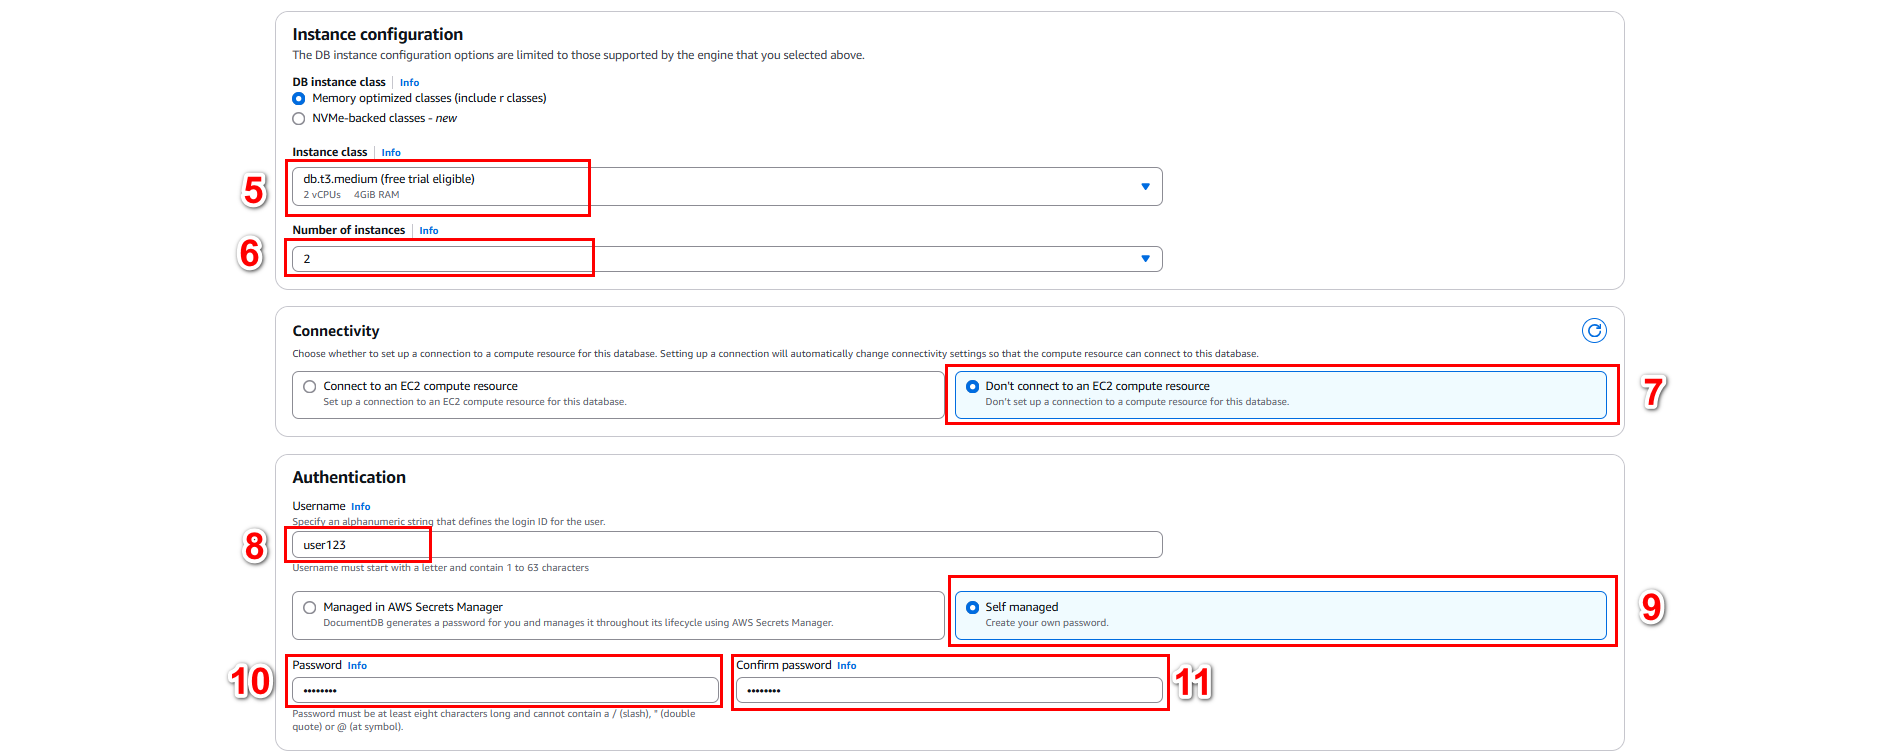 Instance configuration
The DB instance configuration options are limited to those supported by the engine that you selected above.
DB instance class Info
Memory optimized classes (include r classes)
NVMe-backed classes - new
Instance class Info
5
db.t3.medium (free trial eligible)
2 vCPUs 4GiB RAM
Number of instances Info
6
2
Connectivity
Choose whether to set up a connection to a compute resource for this database. Setting up a connection will automatically change connectivity settings so that the compute resource can connect to this database.
Connect to an EC2 compute resource
Set up a connection to an EC2 compute resource for this database.
Don't connect to an EC2 compute resource
Don't set up a connection to a compute resource for this database.
7
Authentication
Username Info
Specify an alphanumeric string that defines the login ID for the user.
8
user123
Username must start with a letter and contain 1 to 63 characters
Managed in AWS Secrets Manager
DocumentDB generates a password for you and manages it throughout its lifecycle using AWS Secrets Manager.
Self managed
Create your own password.
9
10
Password Info
••••••••
Confirm password Info
••••••••
11
Password must be at least eight characters long and cannot contain a / (slash), " (double
quote) or @ (at symbol).